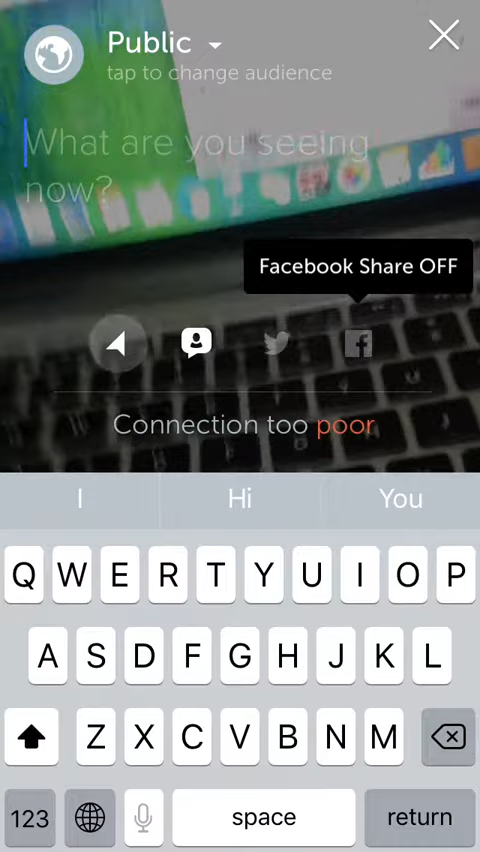 Public
tap to change audience
What are you seeing
now?
Facebook Share OFF
Connection too poor
I Hi You
Q W E R T Y U I O P
A S D F G H J K L
Z X C V B N M
123 space return